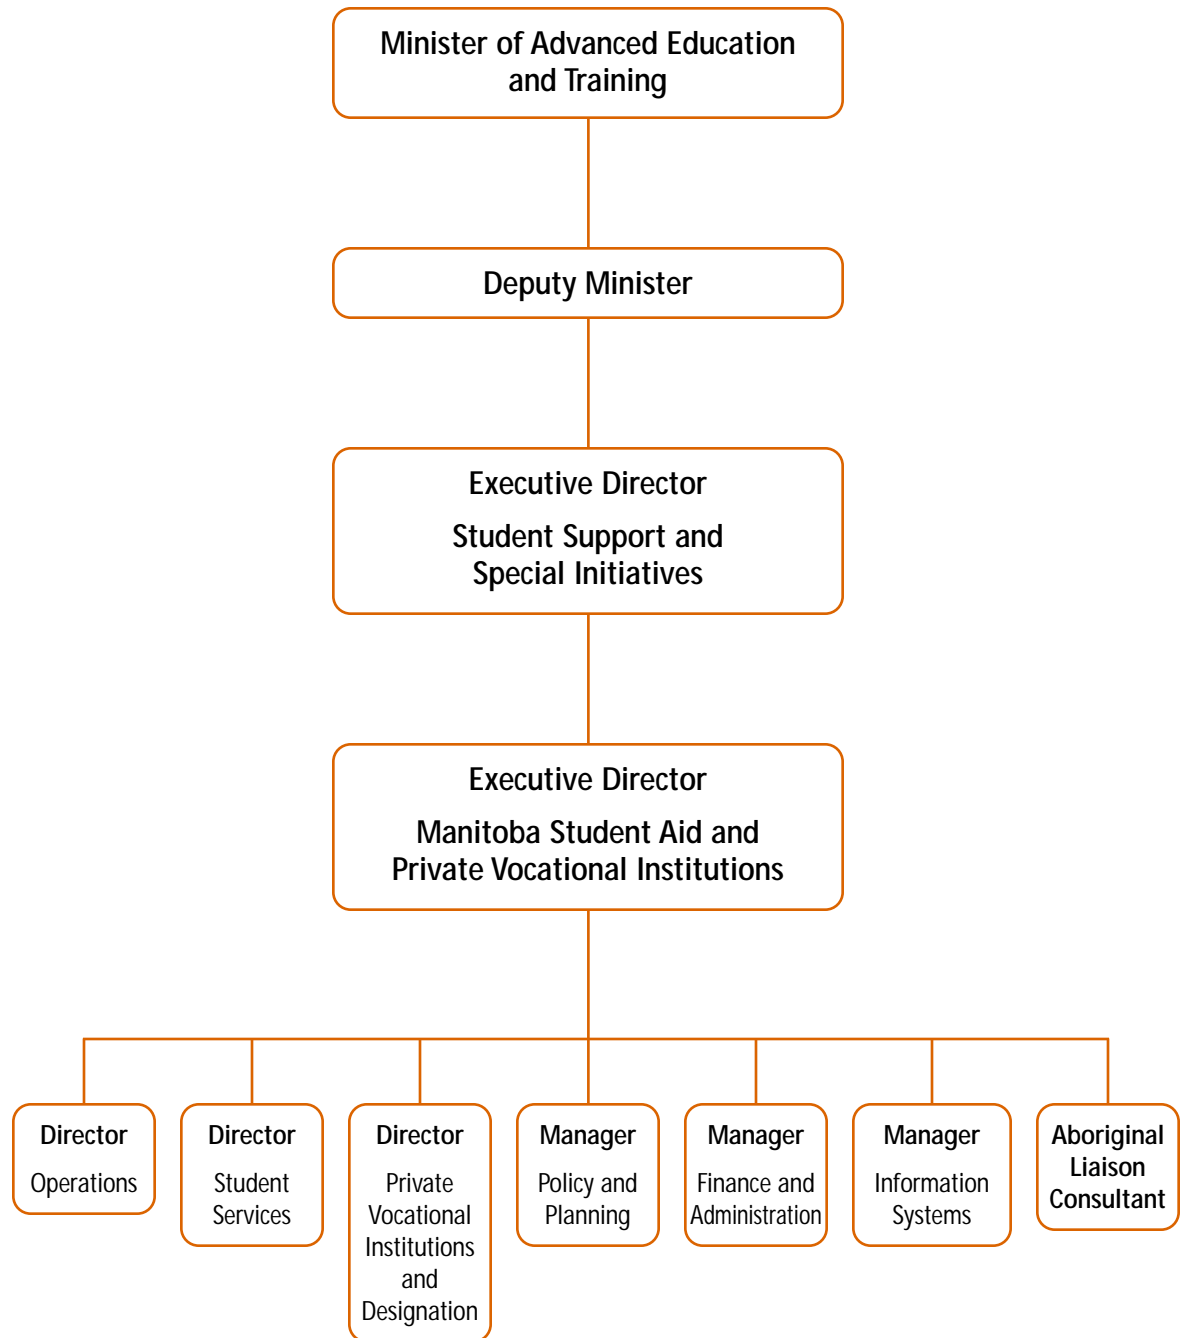 Minister of Advanced Education
and Training
Deputy Minister
Executive Director
Student Support and
Special Initiatives
Executive Director
Manitoba Student Aid and
Private Vocational Institutions
Director
Operations
Director
Student
Services
Director
Private
Vocational
Institutions
and
Designation
Manager
Policy and
Planning
Manager
Finance and
Administration
Manager
Information
Systems
Aboriginal
Liaison
Consultant